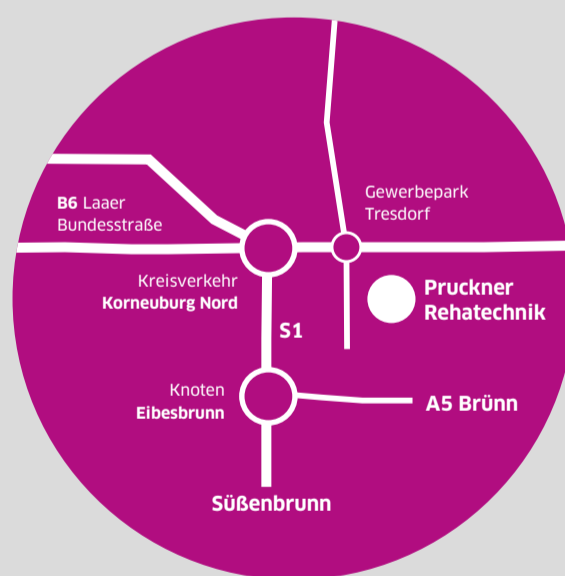 Gewerbepark
Tresdorf
B6 Laaer
Bundesstraße
Kreisverkehr
Korneuburg Nord
Pruckner
Rehatechnik
S1
Knoten
Eibesbrunn
A5 Brünn
Süßenbrunn